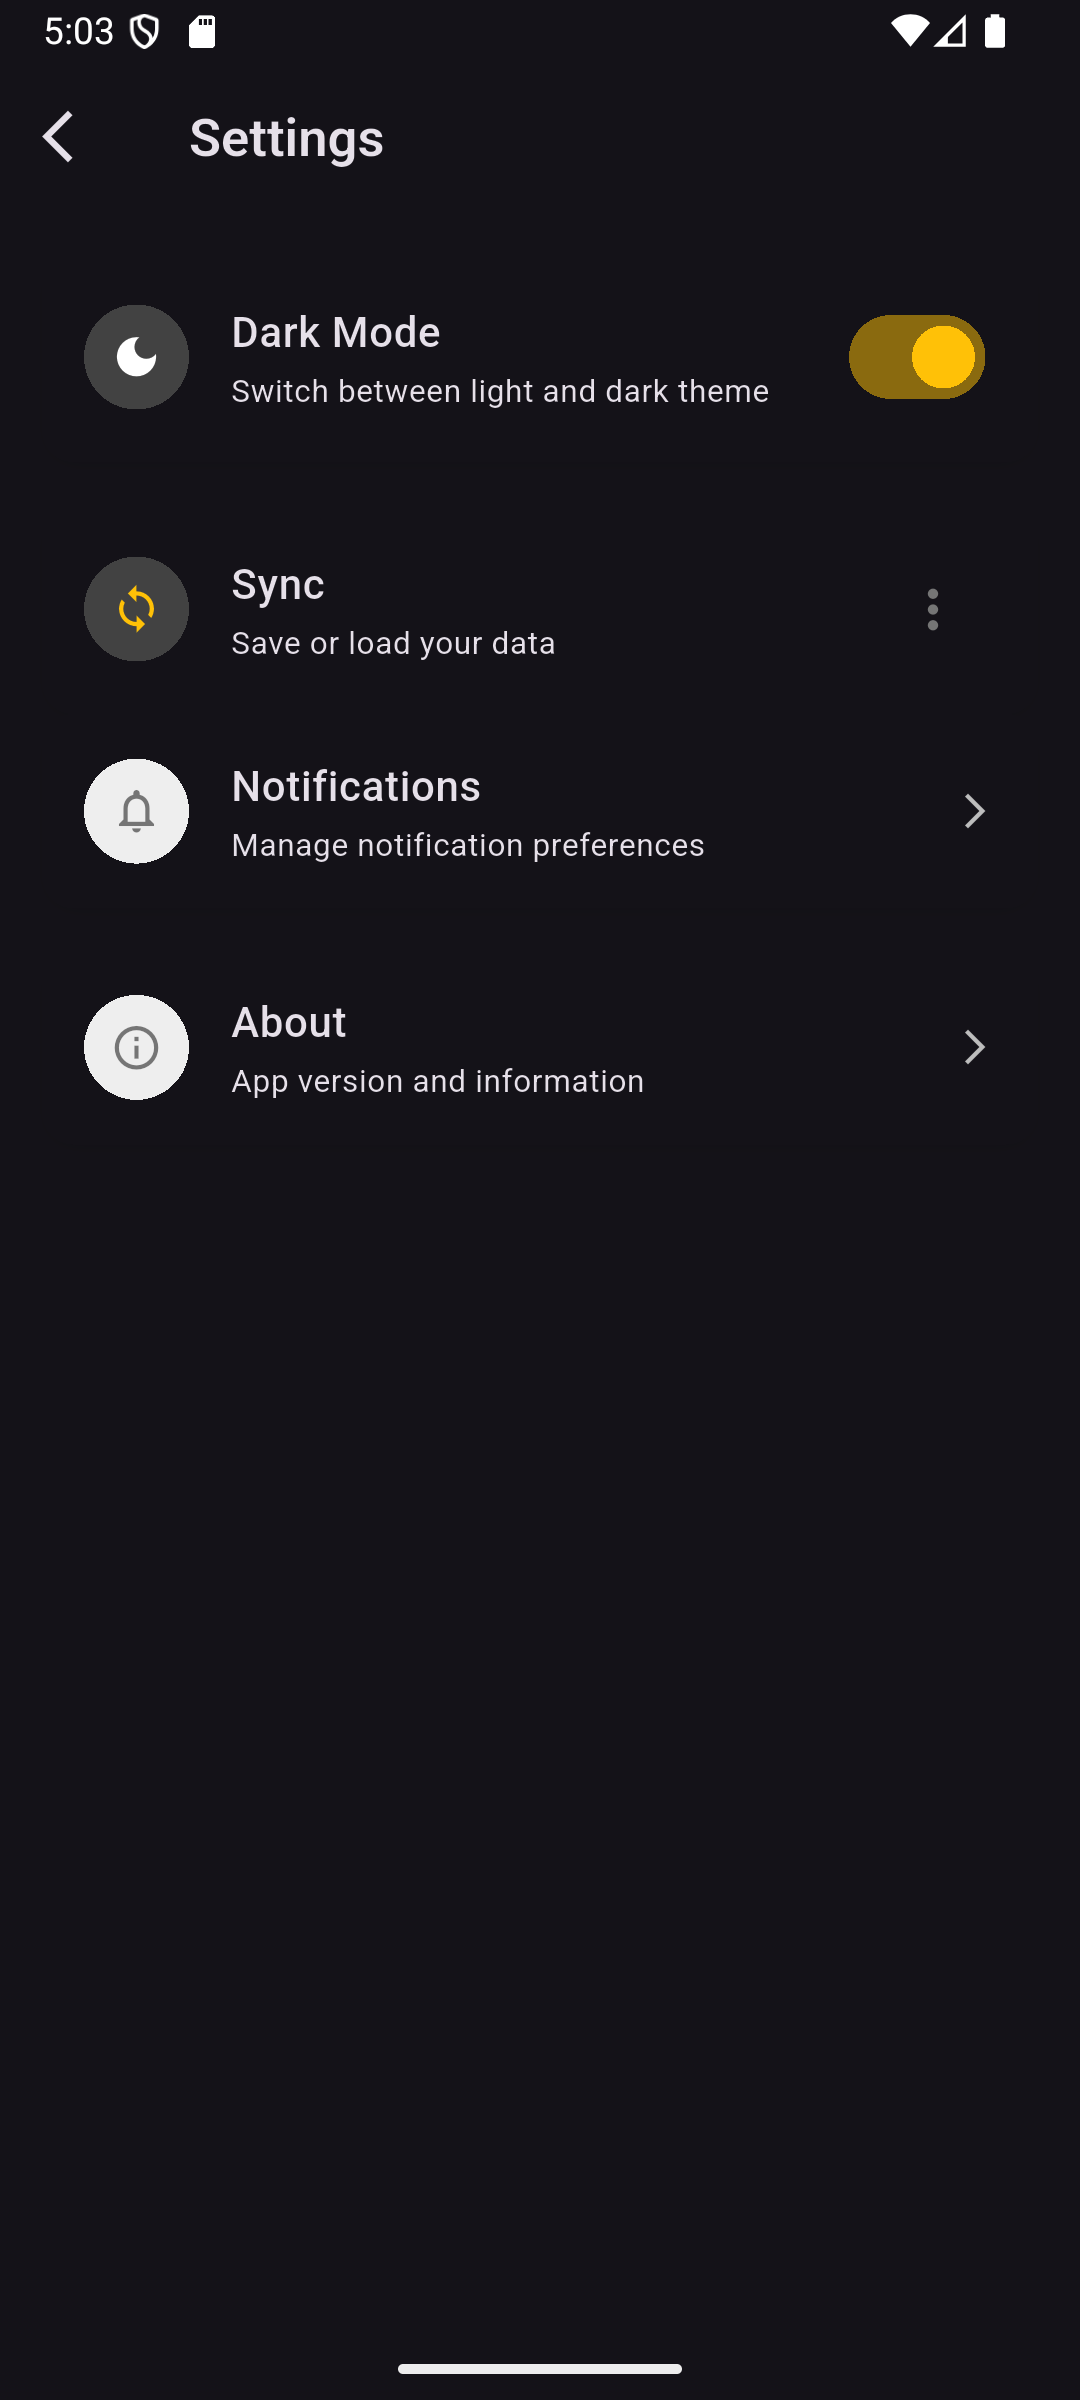 5:03
Settings
Dark Mode
Switch between light and dark theme
Sync
Save or load your data
Notifications
Manage notification preferences
About
App version and information